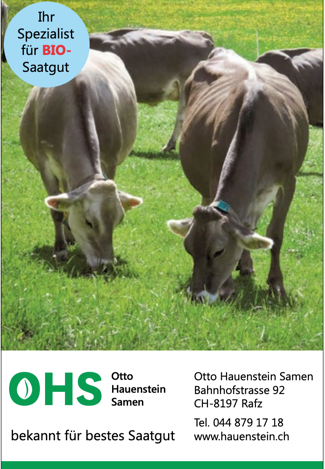 Ihr
Spezialist
für BIO-
Saatgut
OHS
Otto
Hauenstein
Samen
bekannt für bestes Saatgut
Otto Hauenstein Samen
Bahnhofstrasse 92
CH-8197 Rafz
Tel. 044 879 17 18
www.hauenstein.ch